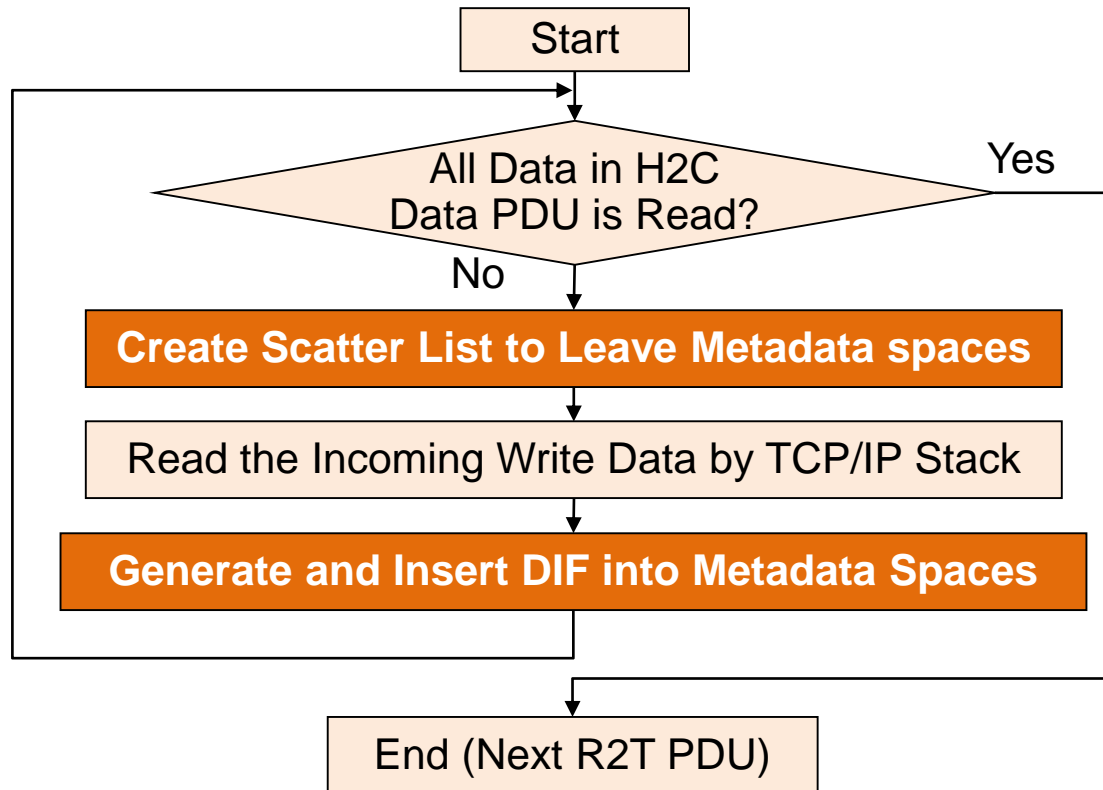 Start
All Data in H2C
Data PDU is Read?
Yes
No
Create Scatter List to Leave Metadata spaces
Read the Incoming Write Data by TCP/IP Stack
Generate and Insert DIF into Metadata Spaces
End (Next R2T PDU)